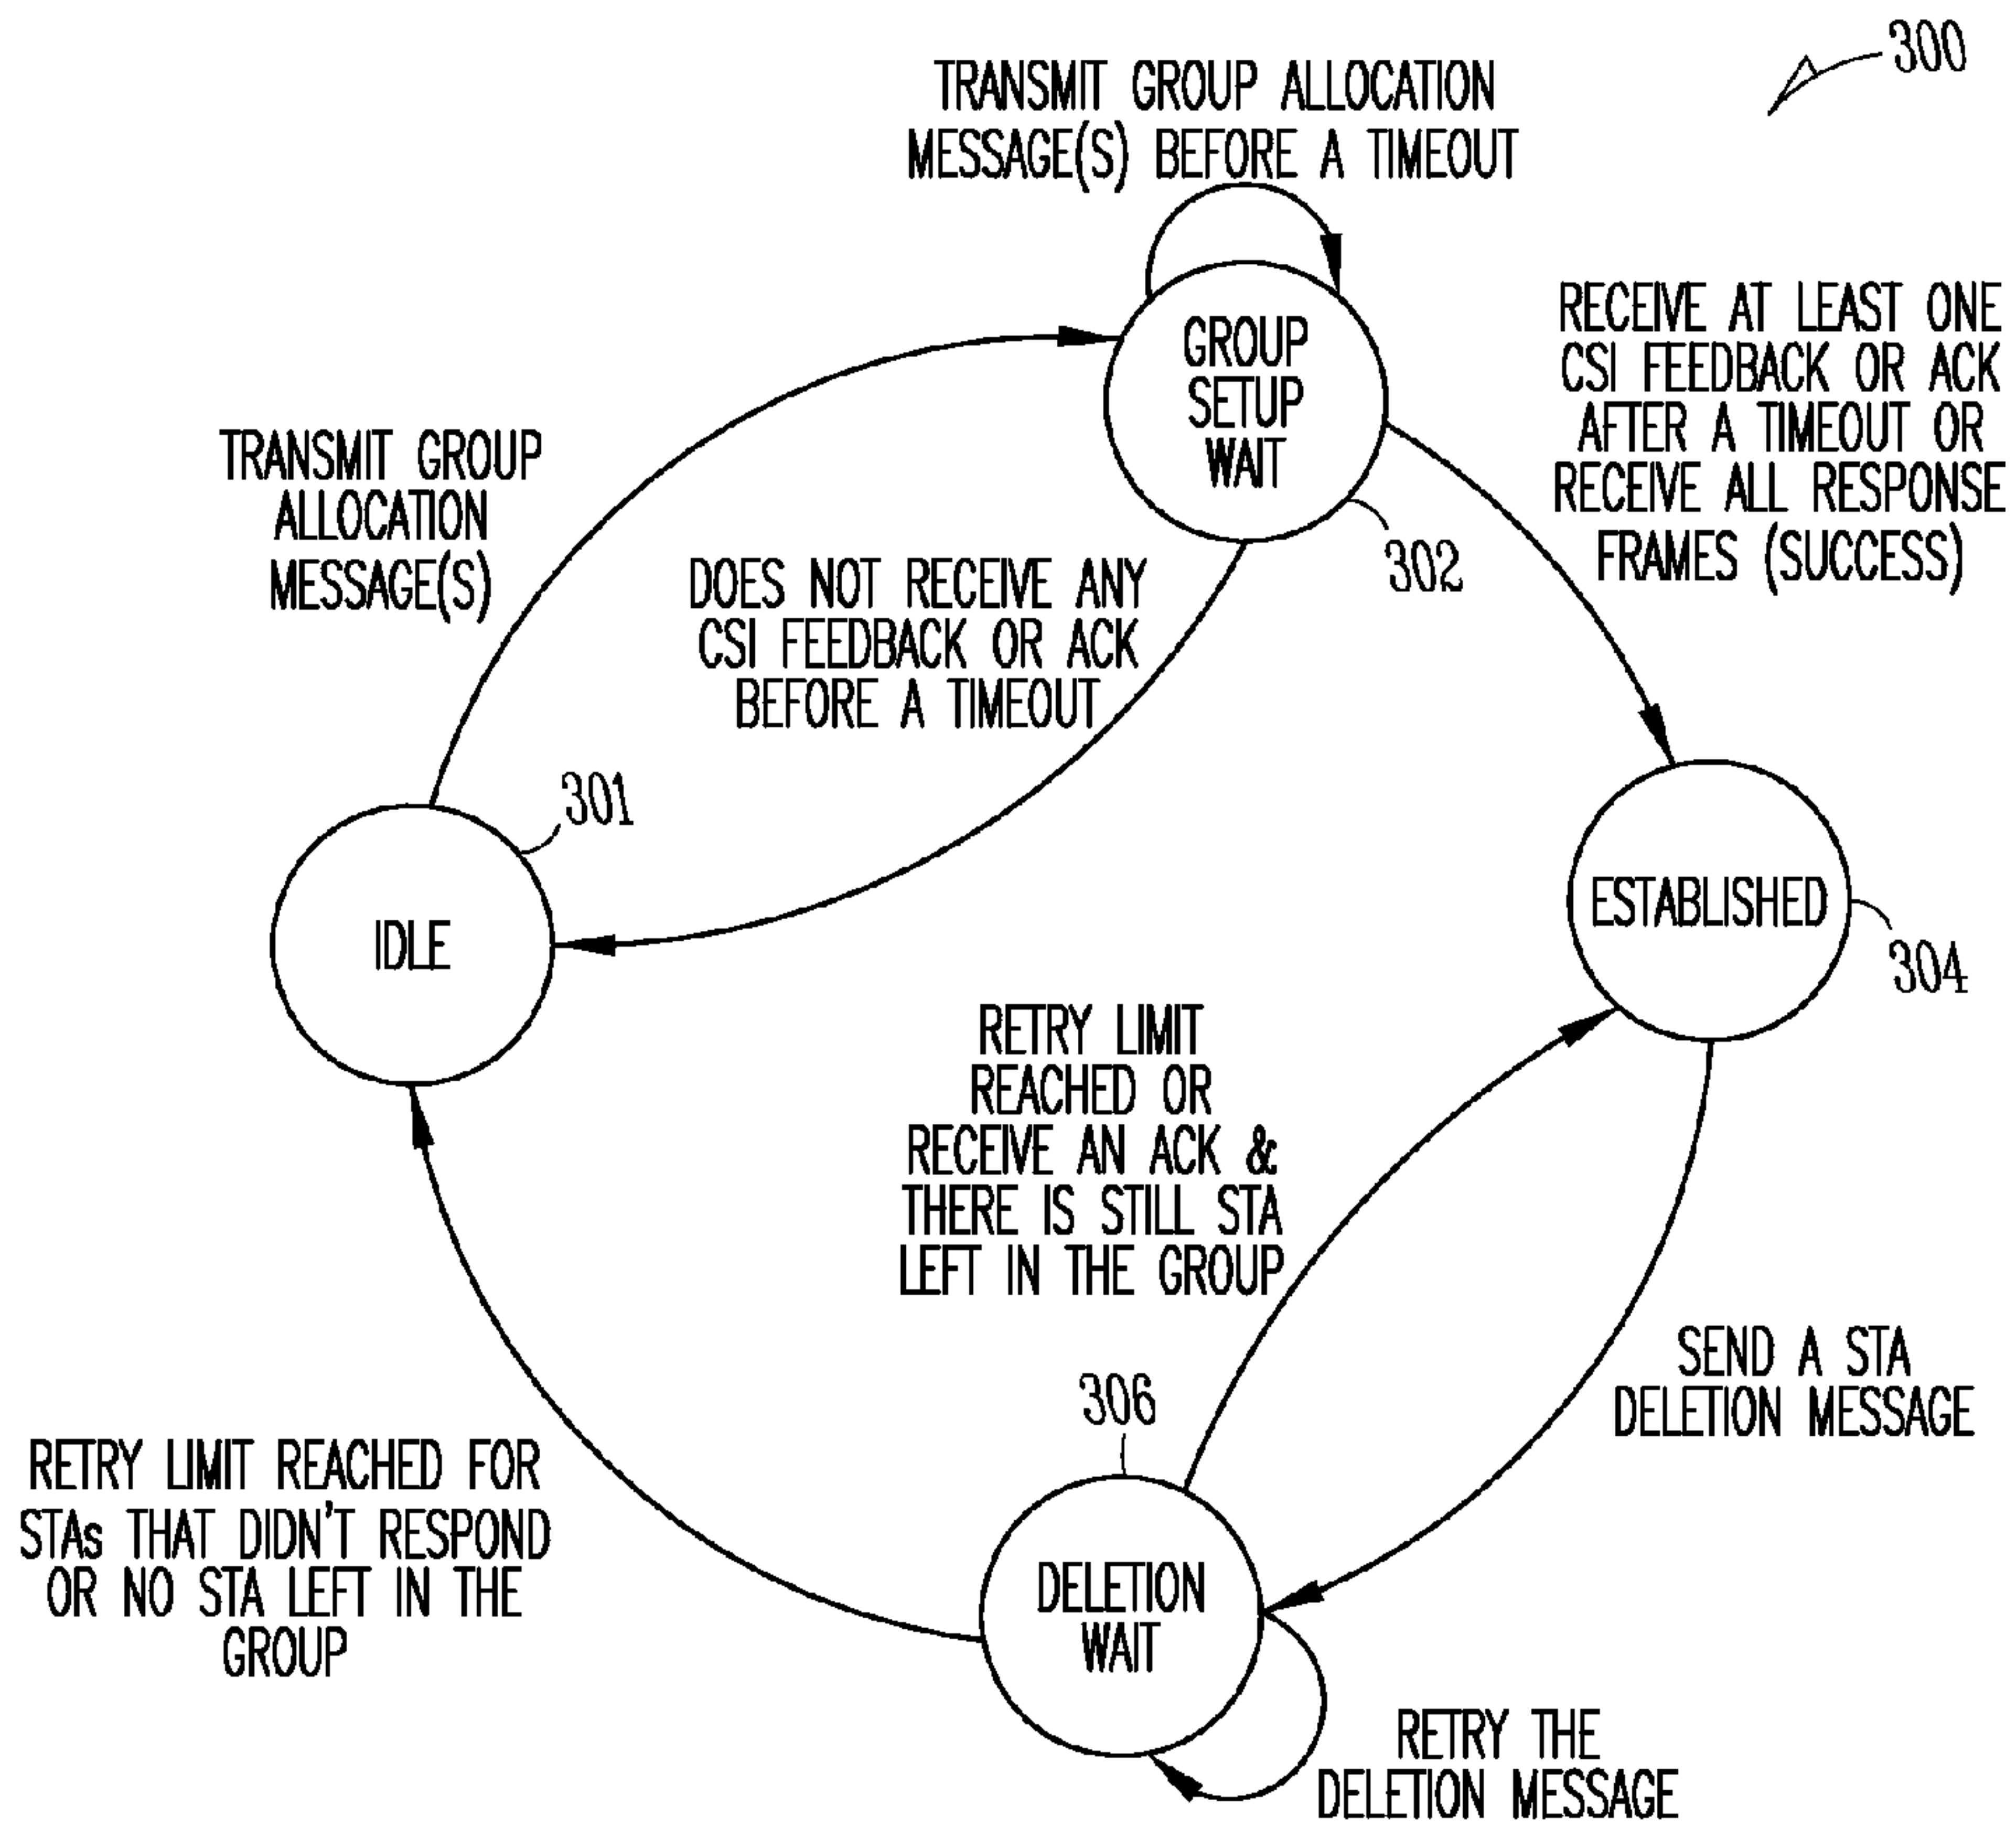 300
TRANSMIT GROUP ALLOCATION
MESSAGE(S) BEFORE A TIMEOUT
RECEIVE AT LEAST ONE
CSI FEEDBACK OR ACK
AFTER A TIMEOUT OR
RECEIVE ALL RESPONSE
FRAMES (SUCCESS)
GROUP
SETUP
WAIT
302
TRANSMIT GROUP
ALLOCATION
MESSAGE(S)
DOES NOT RECEIVE ANY
CSI FEEDBACK OR ACK
BEFORE A TIMEOUT
301
IDLE
ESTABLISHED
304
RETRY LIMIT
REACHED OR
RECEIVE AN ACK &
THERE IS STILL STA
LEFT IN THE GROUP
SEND A STA
DELETION MESSAGE
306
RETRY LIMIT REACHED FOR
STAs THAT DIDN'T RESPOND
OR NO STA LEFT IN THE
GROUP
DELETION
WAIT
RETRY THE
DELETION MESSAGE